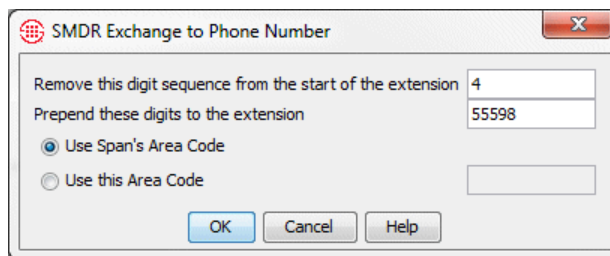 SMDR Exchange to Phone Number
Remove this digit sequence from the start of the extension 4
Prepend these digits to the extension 55598
Use Span's Area Code
Use this Area Code
OK Cancel Help